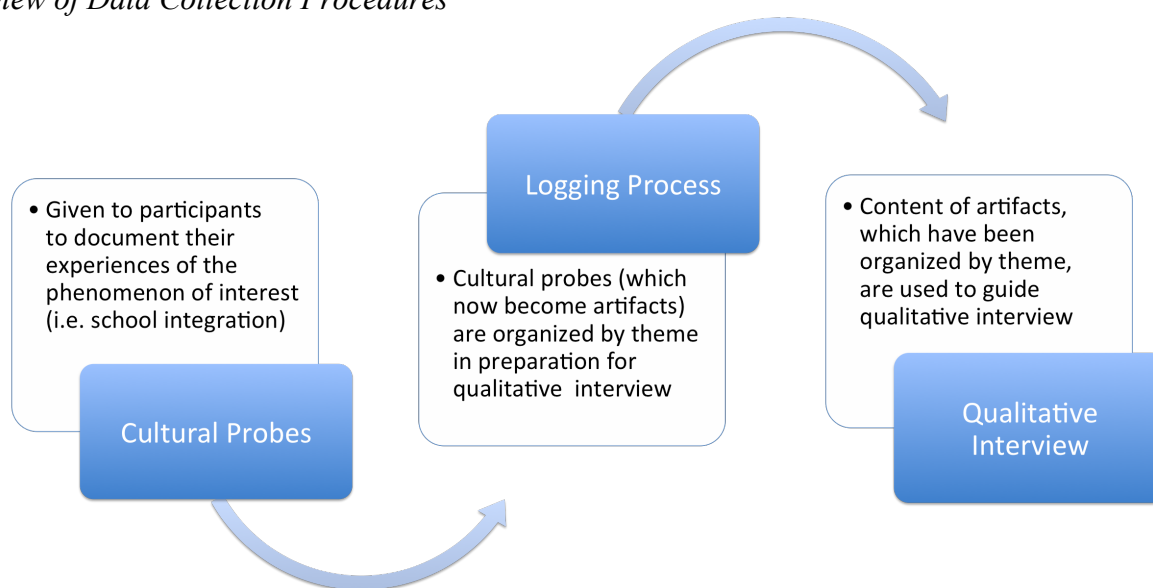 view of Data Collection Procedures
• Given to participants
to document their
experiences of the
phenomenon of interest
(i.e. school integration)
Cultural Probes
Logging Process
• Cultural probes (which
now become artifacts)
are organized by theme
in preparation for
qualitative  interview
• Content of artifacts,
which have been
organized by theme,
are used to guide
qualitative interview
Qualitative
Interview